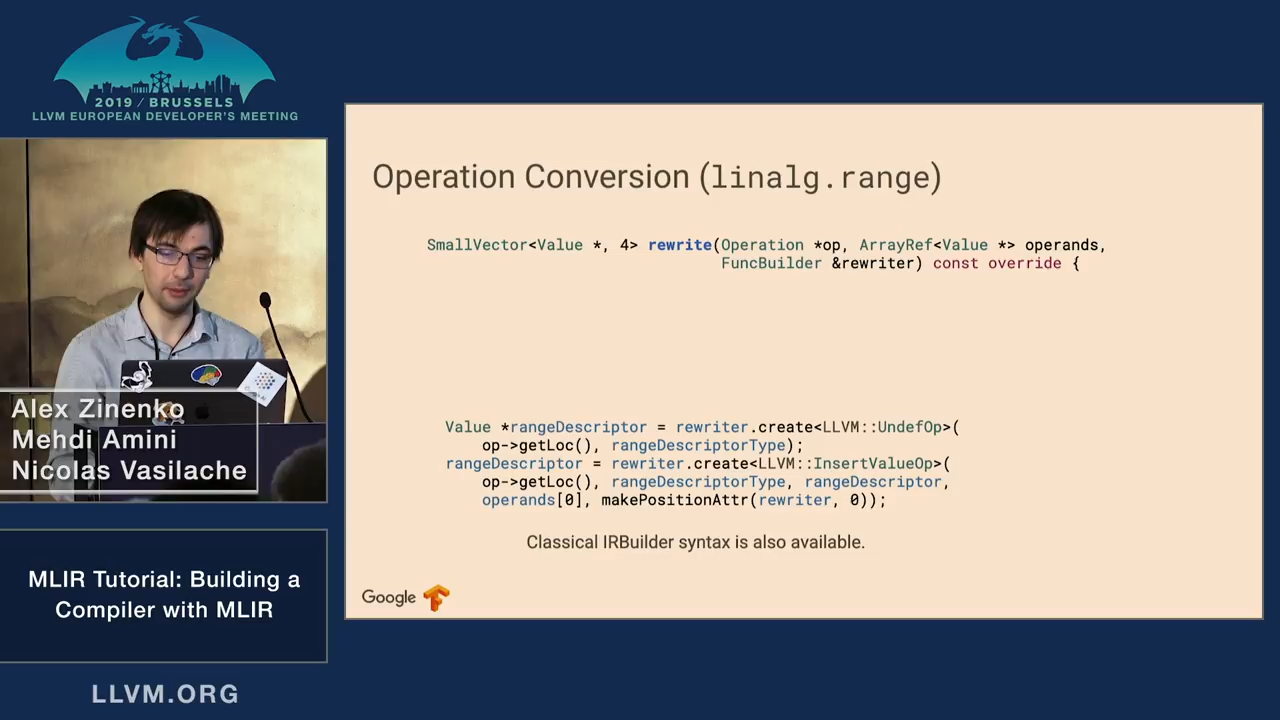 2019 / BRUSSELS
LLVM EUROPEAN DEVELOPER'S MEETING
Operation Conversion (linalg.range)
SmallVector<Value *, 4> rewrite(Operation *op, ArrayRef<Value *> operands,
FuncBuilder &rewriter) const override {
Value *rangeDescriptor = rewriter.create<LLVM::UndefOp>(
op->getLoc(), rangeDescriptorType);
rangeDescriptor = rewriter.create<LLVM::InsertValueOp>(
op->getLoc(), rangeDescriptorType, rangeDescriptor,
operands[0], makePositionAttr(rewriter, 0));
Classical IRBuilder syntax is also available.
Google
Alex Zinenko
Mehdi Amini
Nicolas Vasilache
MLIR Tutorial: Building a
Compiler with MLIR
LLVM.ORG